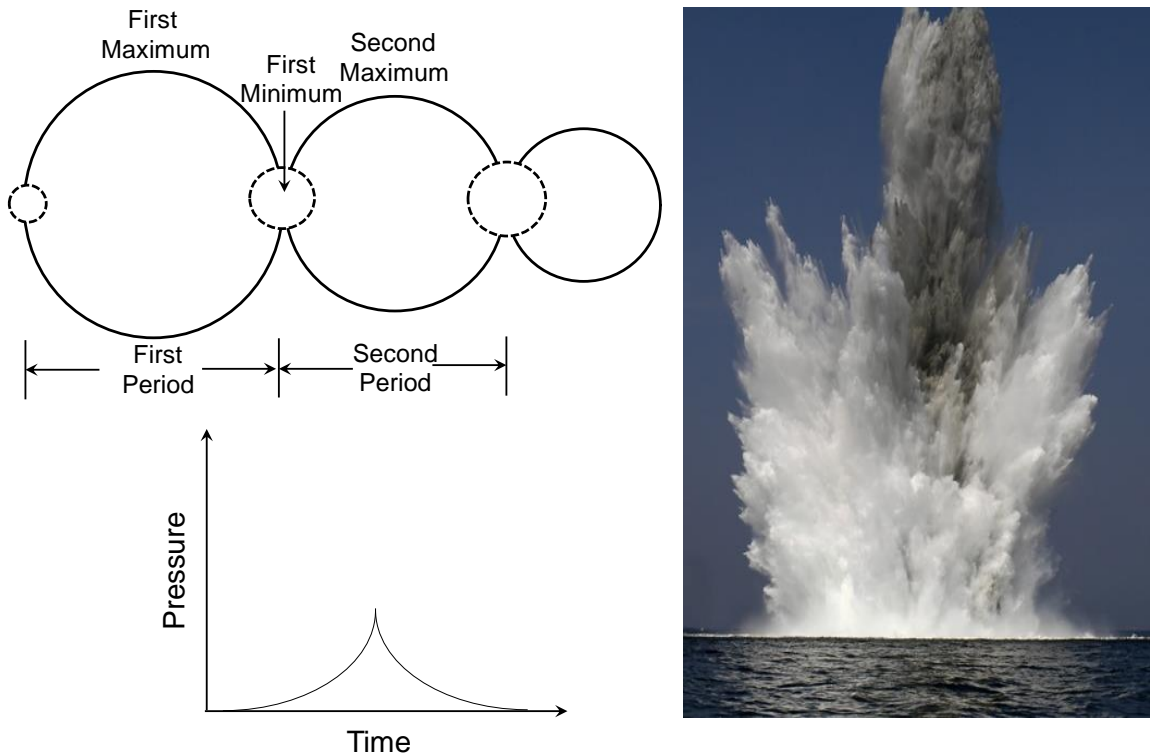 First
Maximum
First
Minimum
Second
Maximum
First
Period
Second
Period
Pressure
Time